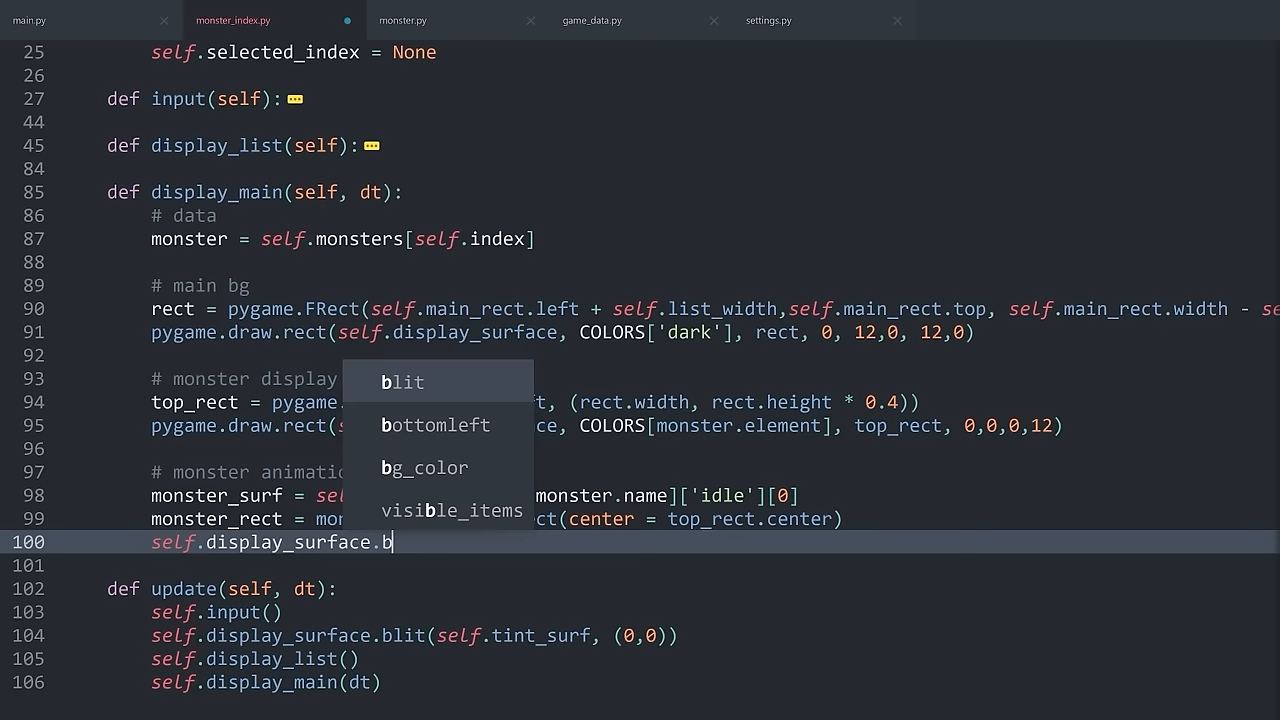 main.py monster_index.py monster.py game_data.py settings.py
25 self.selected_index = None
26
27 def input(self):
44
45 def display_list(self):
84
85 def display_main(self, dt):
86 # data
87 monster = self.monsters[self.index]
88
89 # main bg
90 rect = pygame.FRect(self.main_rect.left + self.list_width,self.main_rect.top, self.main_rect.width - se
91 pygame.draw.rect(self.display_surface, COLORS['dark'], rect, 0, 12,0, 12,0)
92
93 # monster display
blit
94 top_rect = pygame. ft, (rect.width, rect.height * 0.4))
bottomleft
95 pygame.draw.rect(s ce, COLORS[monster.element], top_rect, 0,0,0,12)
96
bg_color
97 # monster animatio
98 monster_surf = sel monster.name]['idle'][0]
visible_items
99 monster_rect = mon ct(center = top_rect.center)
100 self.display_surface.b
101
102 def update(self, dt):
103 self.input()
104 self.display_surface.blit(self.tint_surf, (0,0))
105 self.display_list()
106 self.display_main(dt)